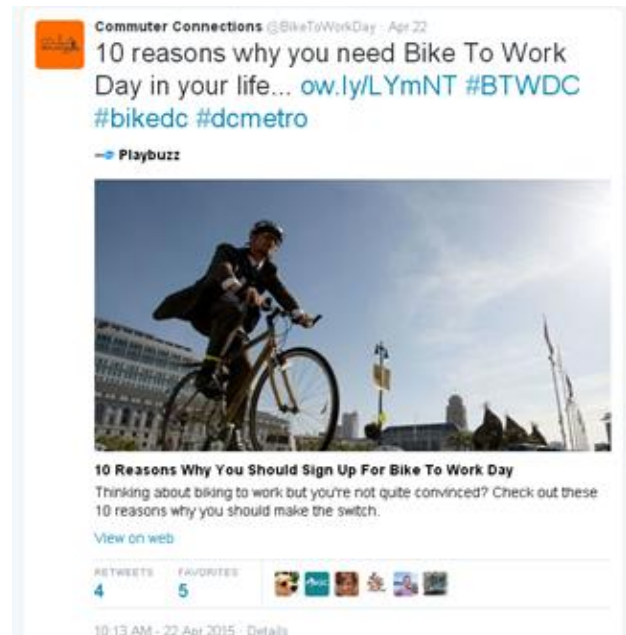 Commuter Connections @BikeToWorkDay · Apr 22
10 reasons why you need Bike To Work
Day in your life... ow.ly/LYmNT #BTWDC
#bikedc #dcmetro
Playbuzz
10 Reasons Why You Should Sign Up For Bike To Work Day
Thinking about biking to work but you're not quite convinced? Check out these
10 reasons why you should make the switch.
View on web
RETWEETS FAVORITES
4 5
10:13 AM - 22 Apr 2015 · Details